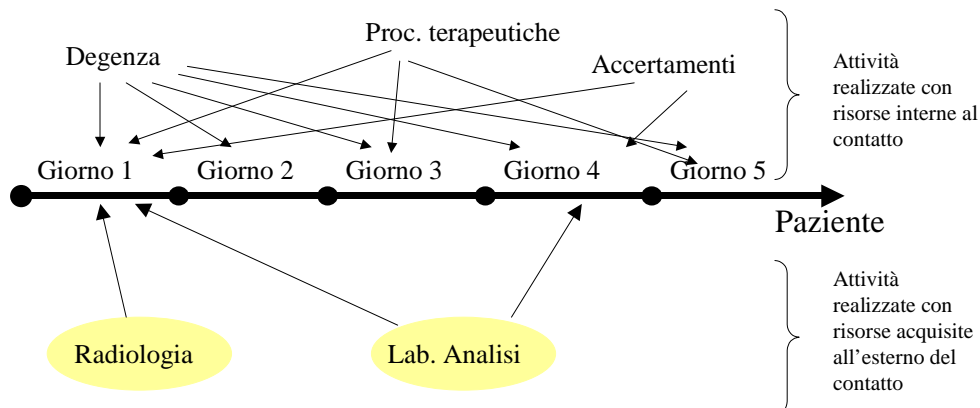 Proc. terapeutiche
Degenza
Accertamenti
Attività
realizzate con
risorse interne al
contatto
Giorno 1
Giorno 2
Giorno 3
Giorno 4
Giorno 5
Paziente
Attività
realizzate con
risorse acquisite
all'esterno del
contatto
Radiologia
Lab. Analisi